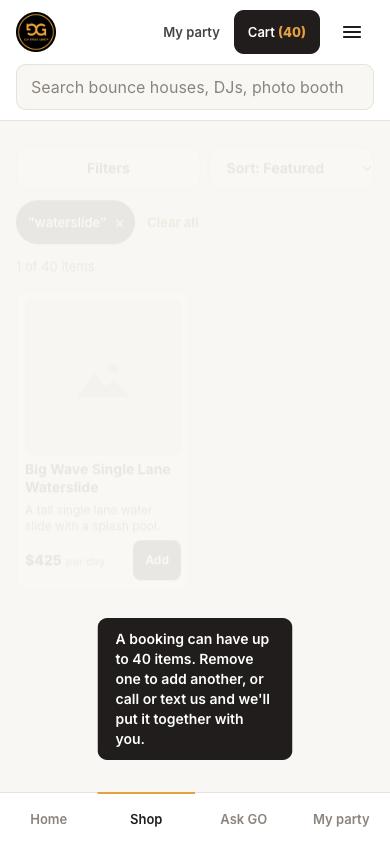 My party
Cart (40)
Search bounce houses, DJs, photo booth
Filters
Sort: Featured
"waterslide" ×
Clear all
1 of 40 items
Big Wave Single Lane
Waterslide
A tall single lane water
slide with a splash pool.
$425 per day
Add
A booking can have up
to 40 items. Remove
one to add another, or
call or text us and we'll
put it together with
you.
Home
Shop
Ask GO
My party